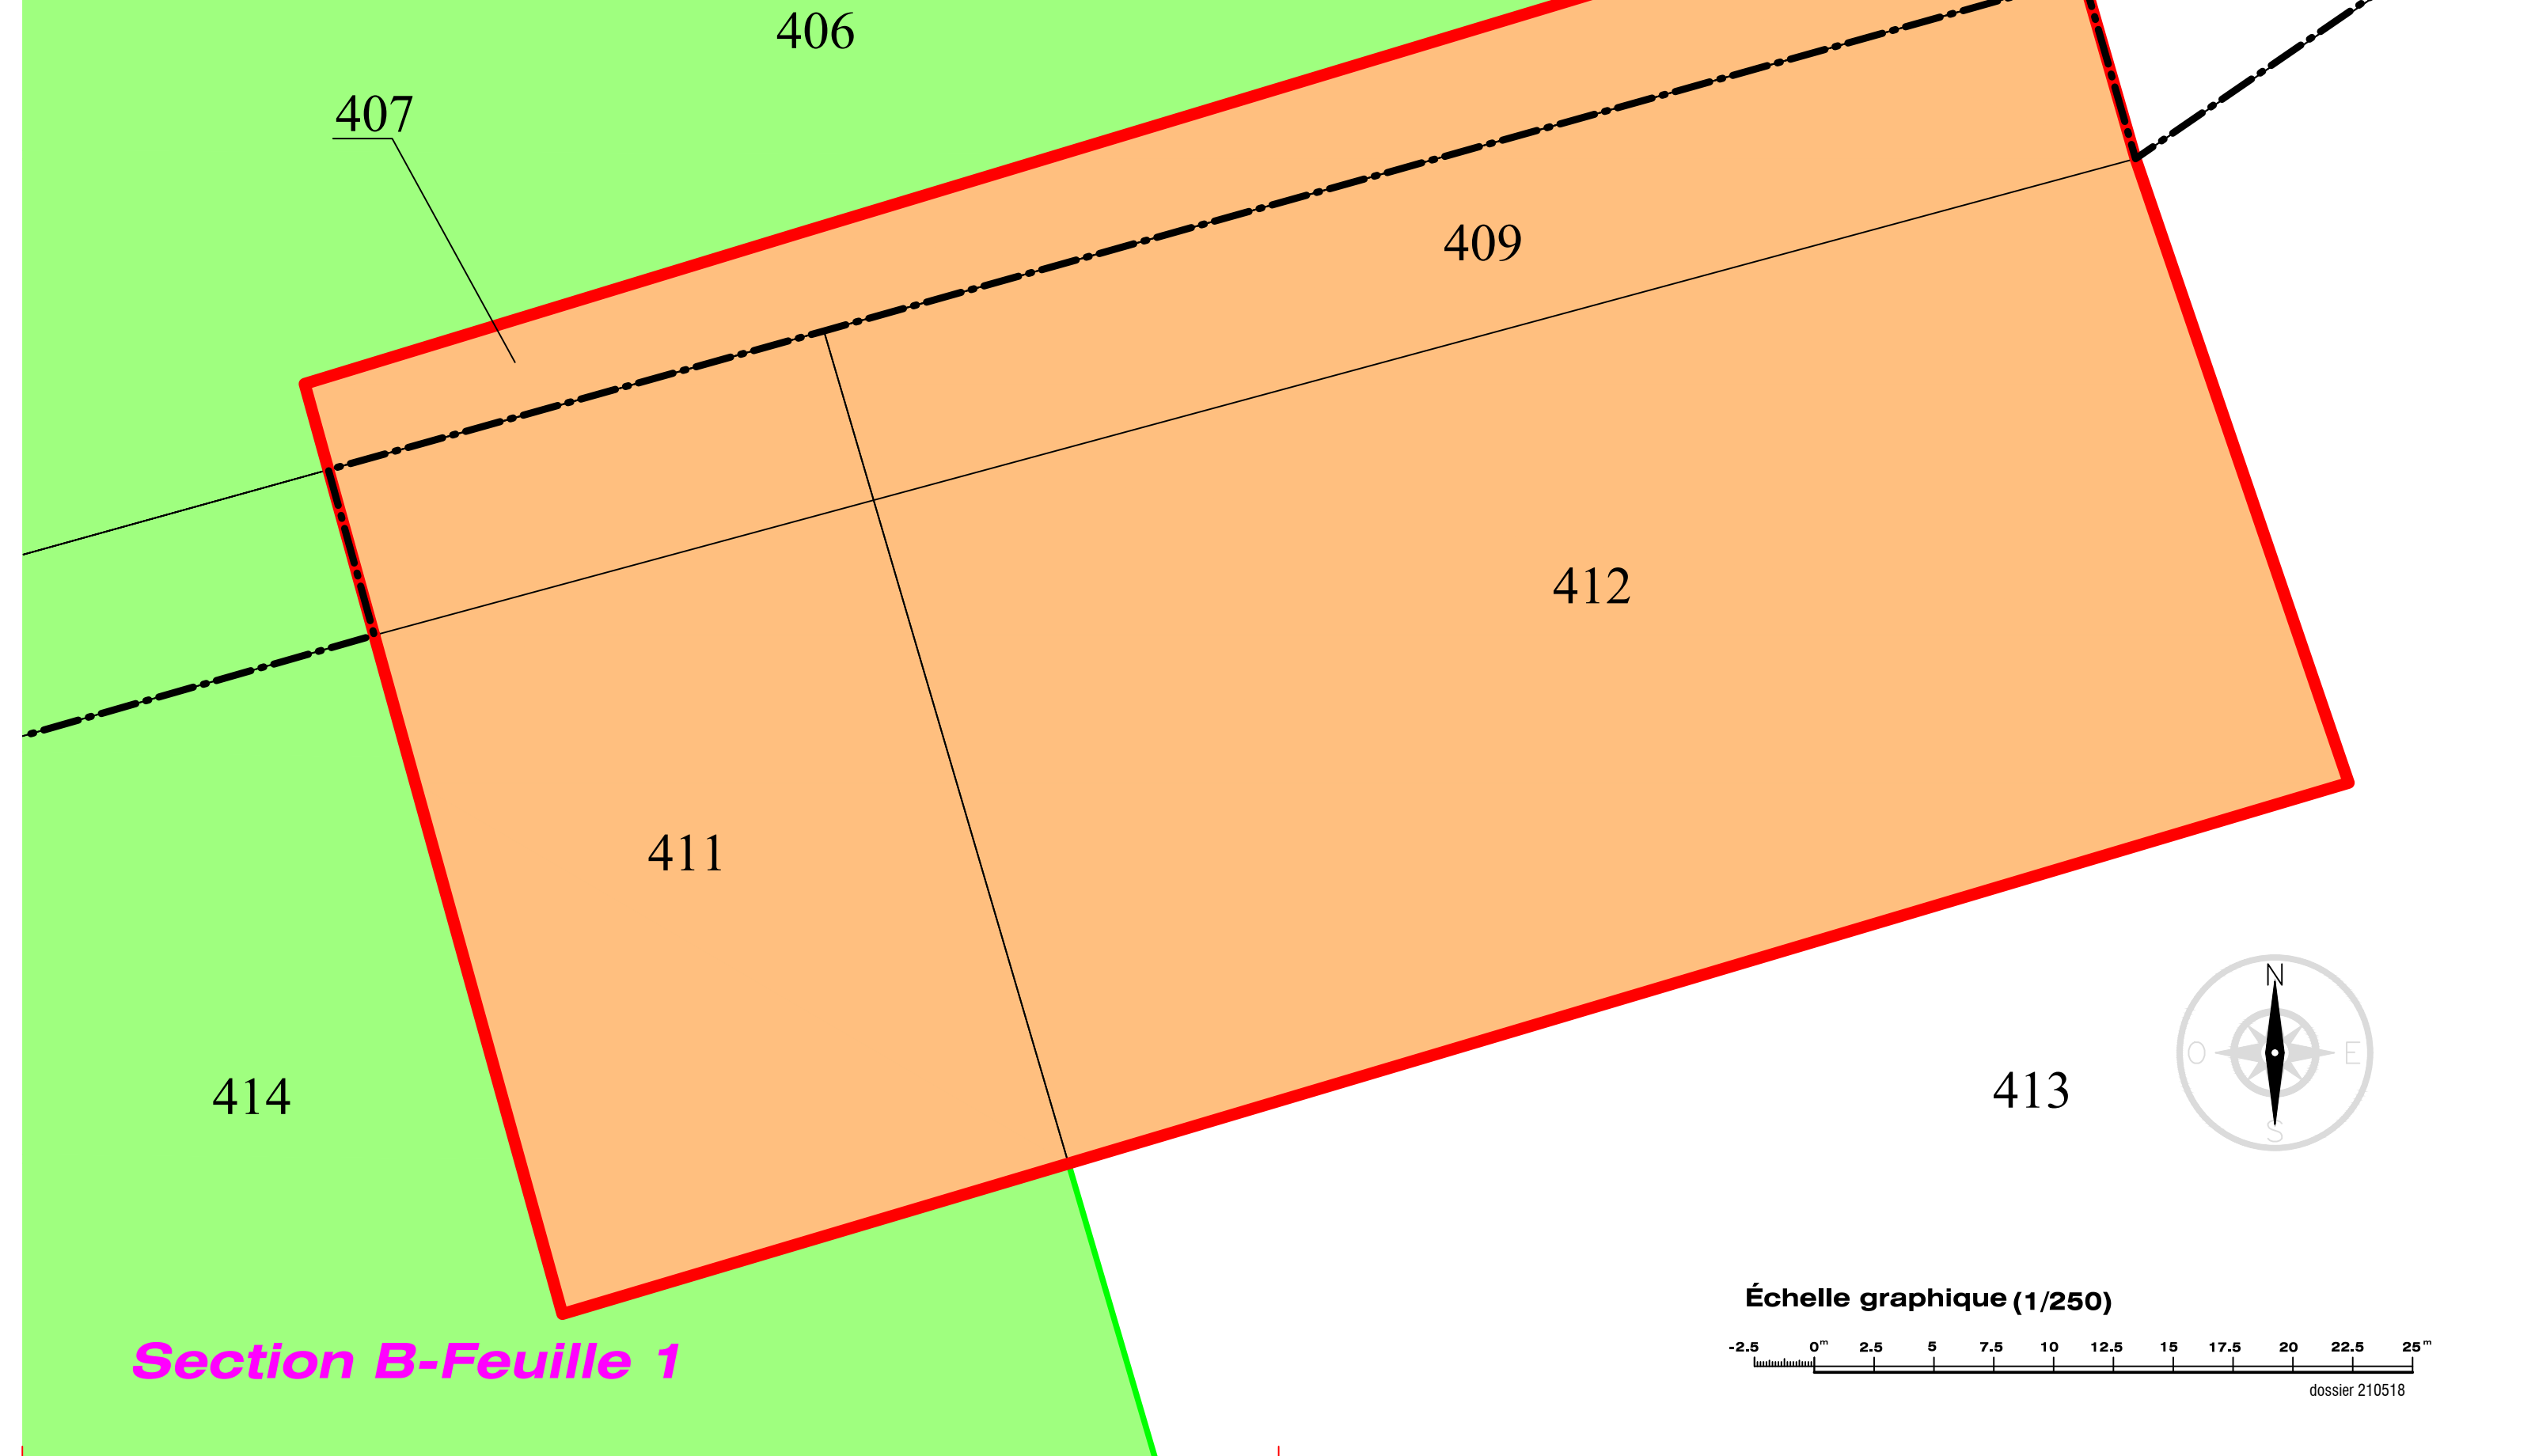 406
407
409
412
411
414
413
N
O
E
S
Échelle graphique (1/250)
-2.5 0m 2.5 5 7.5 10 12.5 15 17.5 20 22.5 25m
dossier 210518
Section B-Feuille 1